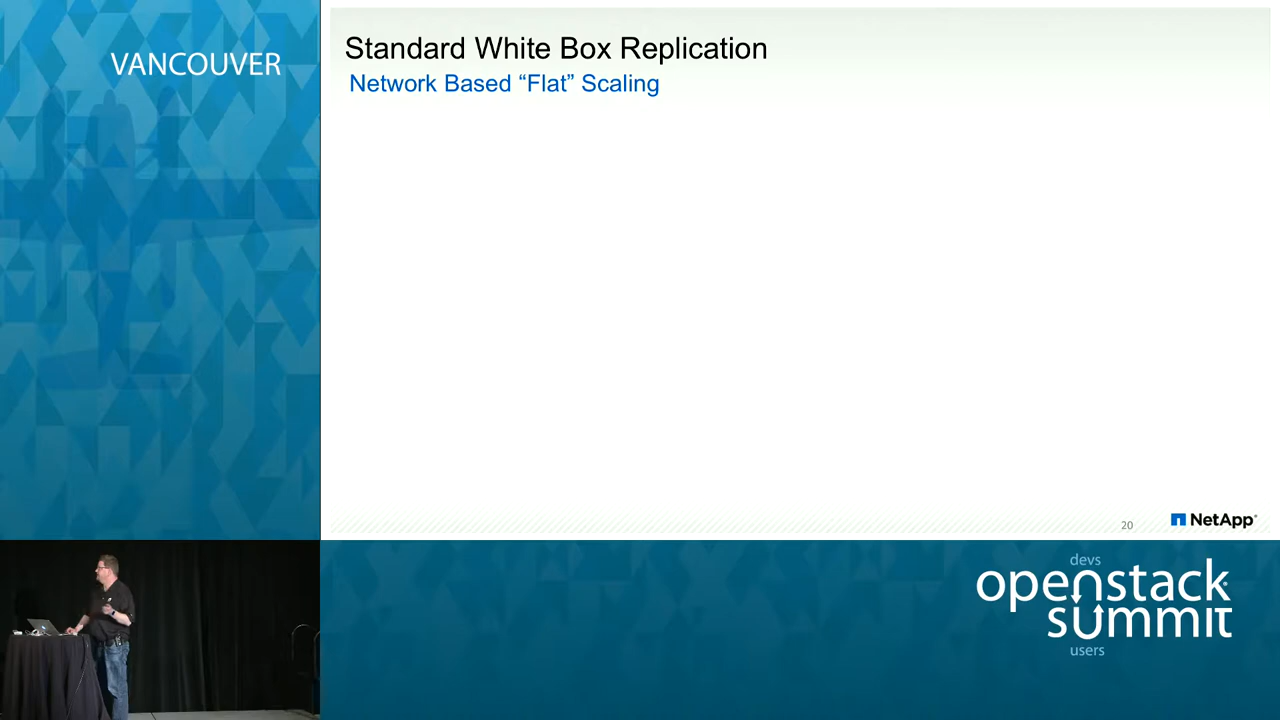 VANCOUVER
Standard White Box Replication
Network Based “Flat” Scaling
20
NetApp
devs
openstack
summit
users